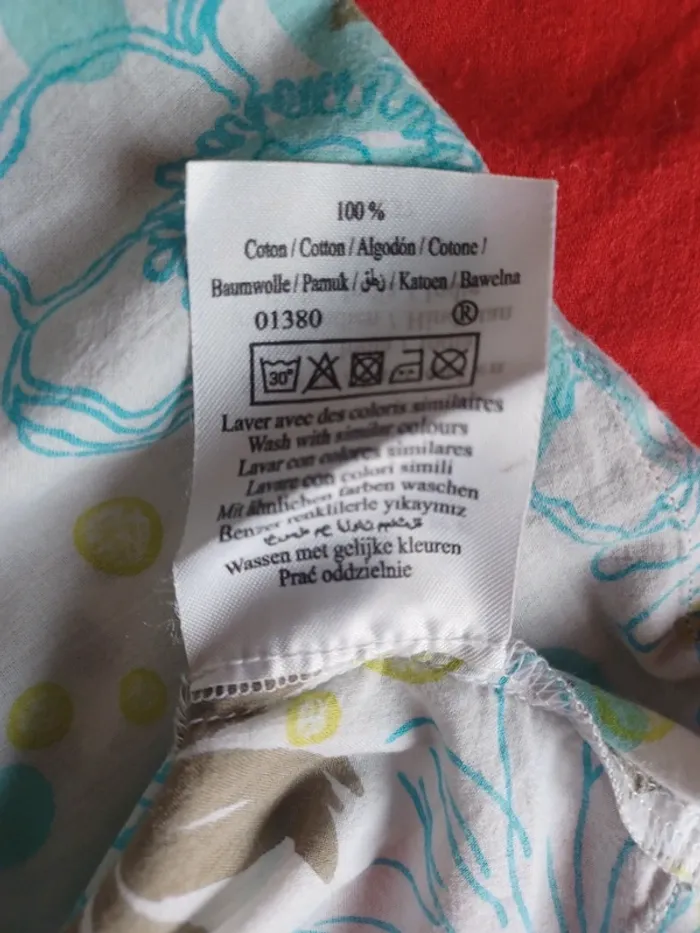 100 %
Coton / Cotton / Algodón / Cotone /
Baumwolle / Pamuk / قطن / Katoen / Bawelna
01380 ®
30°
Laver avec des coloris similaires
Wash with similar colours
Lavar con colores similares
Lavare con colori simili
Mit ähnlichen farben waschen
Benzer renklilerle yıkayınız
Wassen met gelijke kleuren
Prać oddzielnie